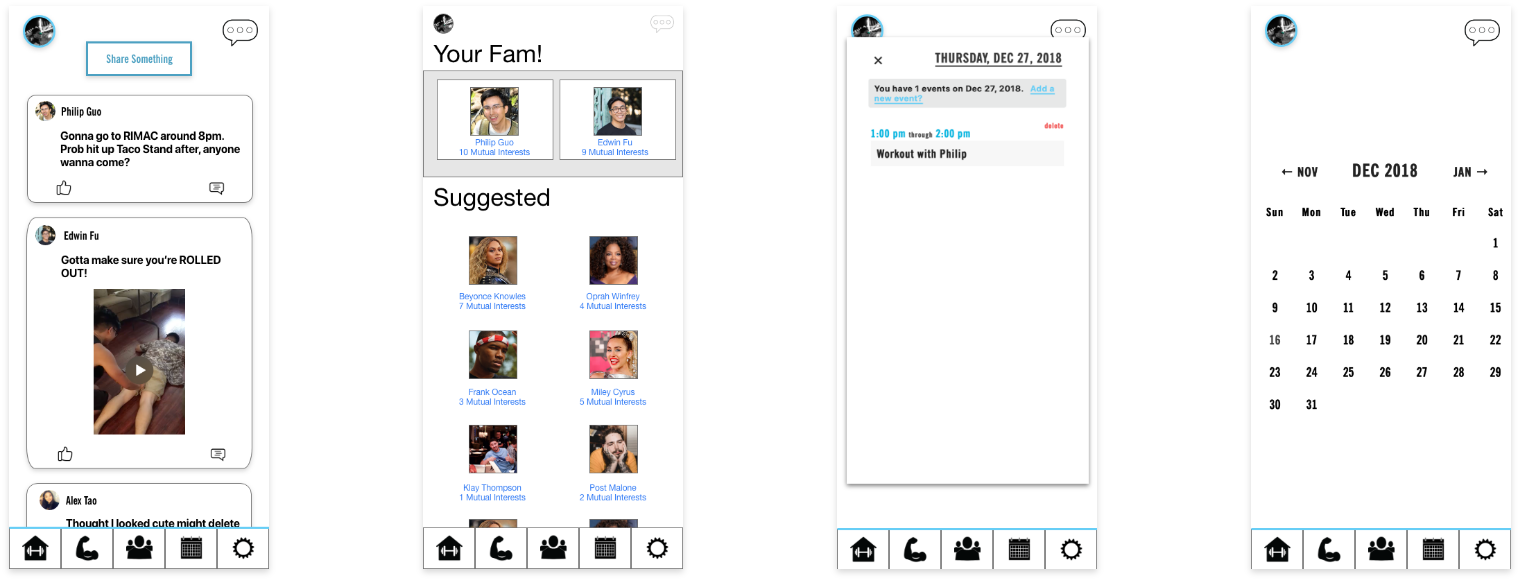 Share Something
Philip Guo
Gonna go to RIMAC around 8pm.
Prob hit up Taco Stand after, anyone
wanna come?
Edwin Fu
Gotta make sure you're ROLLED
OUT!
Alex Tao
Thought I looked cute might delete
Your Fam!
Philip Guo
10 Mutual Interests
Edwin Fu
9 Mutual Interests
Suggested
Beyonce Knowles
7 Mutual Interests
Oprah Winfrey
4 Mutual Interests
Frank Ocean
3 Mutual Interests
Miley Cyrus
5 Mutual Interests
Klay Thompson
1 Mutual Interests
Post Malone
2 Mutual Interests
× THURSDAY, DEC 27, 2018
You have 1 events on Dec 27, 2018. Add a
new event?
delete
1:00 pm through 2:00 pm
Workout with Philip
← NOV DEC 2018 JAN →
Sun Mon Tue Wed Thu Fri Sat
1
2 3 4 5 6 7 8
9 10 11 12 13 14 15
16 17 18 19 20 21 22
23 24 25 26 27 28 29
30 31